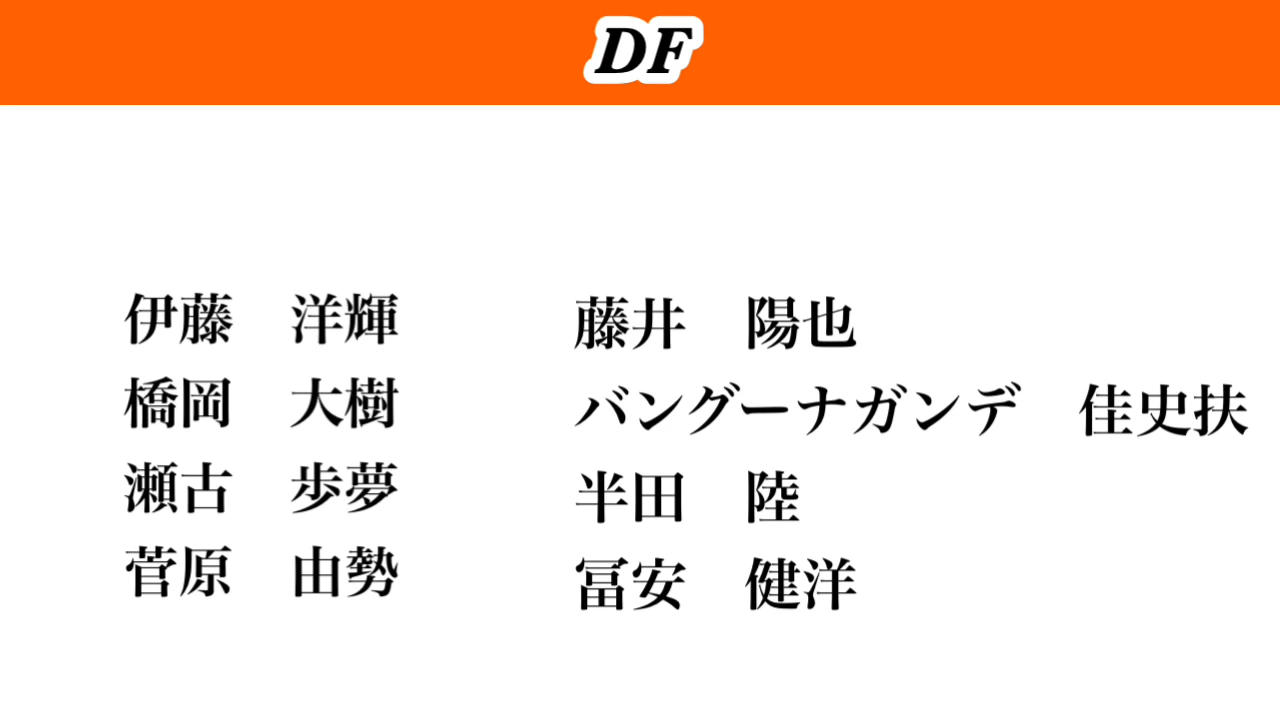 DF
伊藤　洋輝
橋岡　大樹
瀬古　歩夢
菅原　由勢
藤井　陽也
バングーナガンデ　佳史扶
半田　陸
冨安　健洋